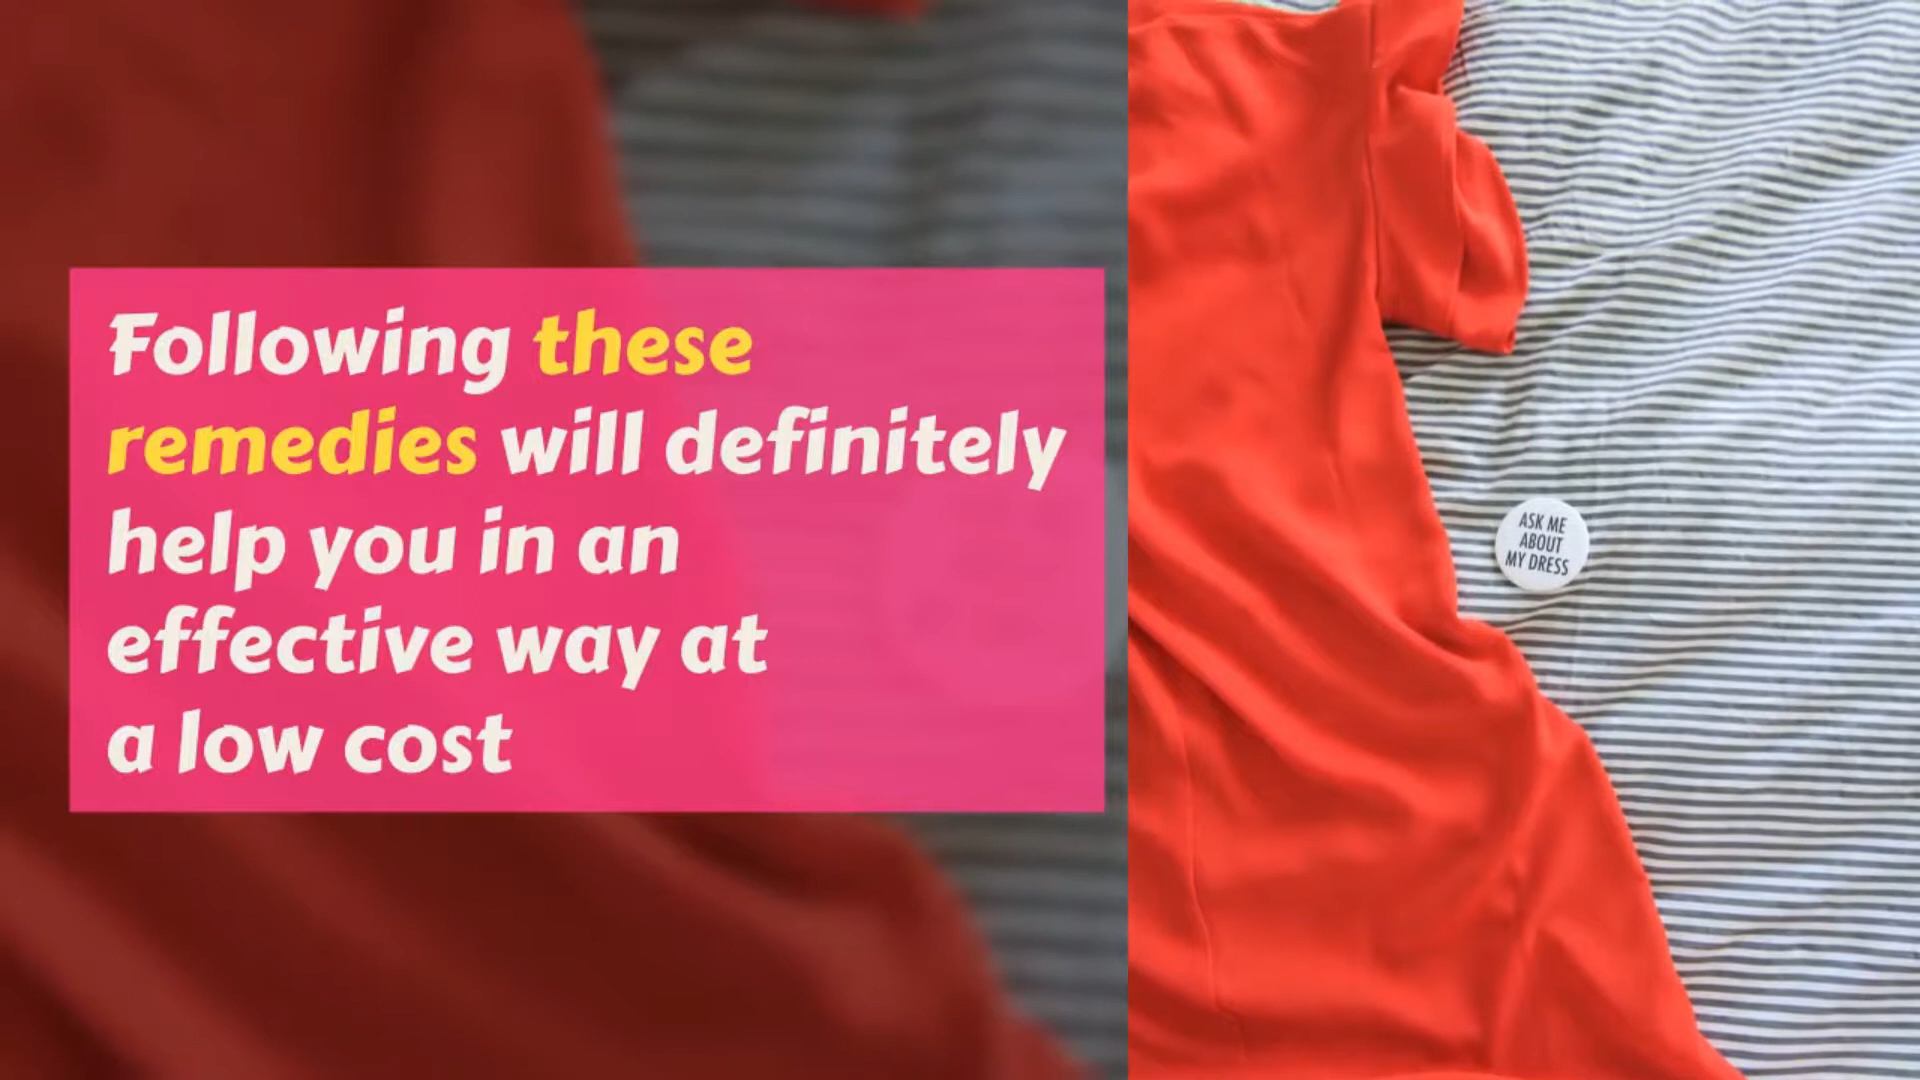 Following these
remedies will definitely
help you in an
effective way at
a low cost
ASK ME
ABOUT
MY DRESS